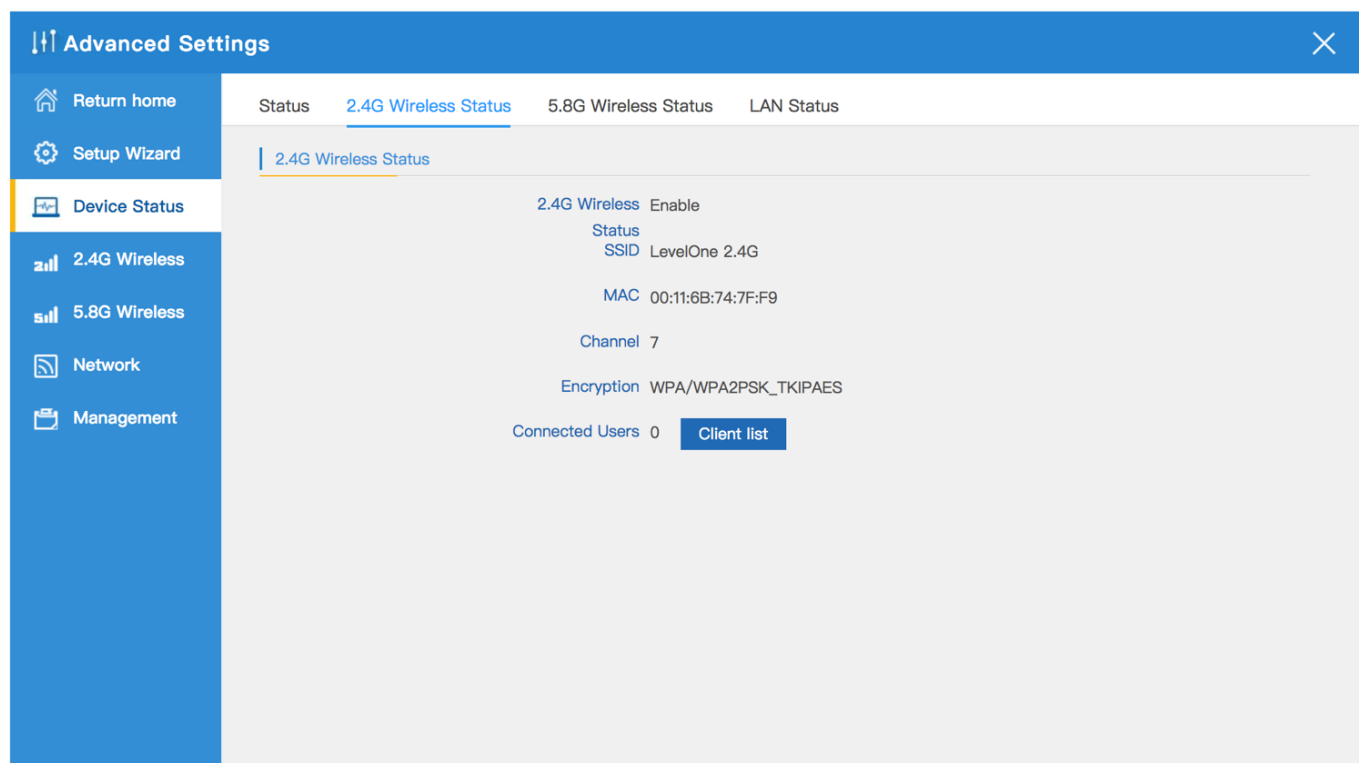 Advanced Settings
Return home
Setup Wizard
Device Status
2.4G Wireless
5.8G Wireless
Network
Management
Status 2.4G Wireless Status 5.8G Wireless Status LAN Status
2.4G Wireless Status
2.4G Wireless Status Enable
SSID LevelOne 2.4G
MAC 00:11:6B:74:7F:F9
Channel 7
Encryption WPA/WPA2PSK_TKIPAES
Connected Users 0 Client list